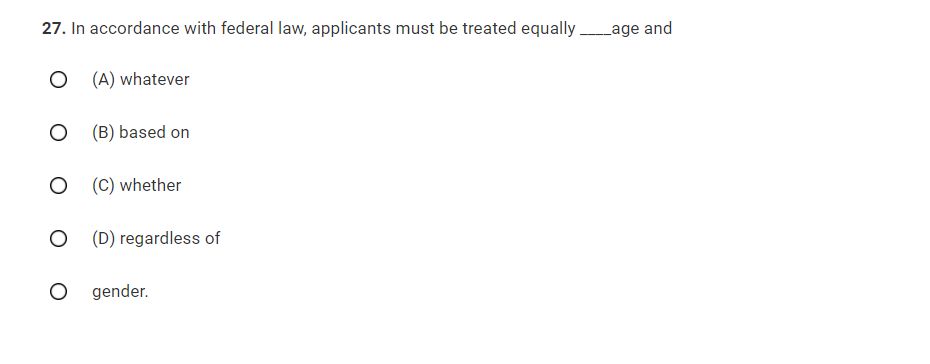 27. In accordance with federal law, applicants must be treated equally ____age and
(A) whatever
(B) based on
(C) whether
(D) regardless of
gender.